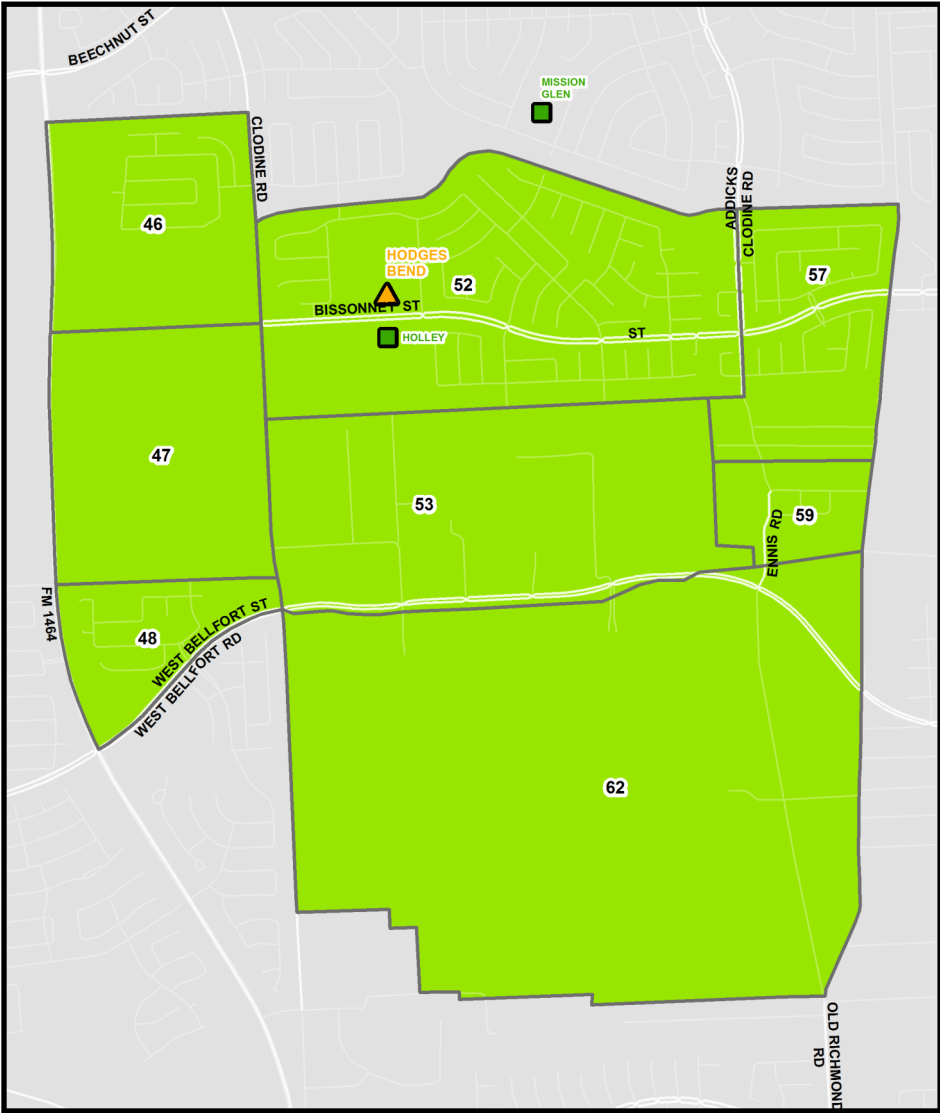 BEECHNUT ST
MISSION
GLEN
CLODINE RD
ADDICKS
CLODINE RD
46
HODGES
BEND
52
57
BISSONNET ST
ST
HOLLEY
47
53
59
ENNIS RD
FM 1464
48
WEST BELLFORT ST
WEST BELLFORT RD
62
OLD RICHMOND
RD